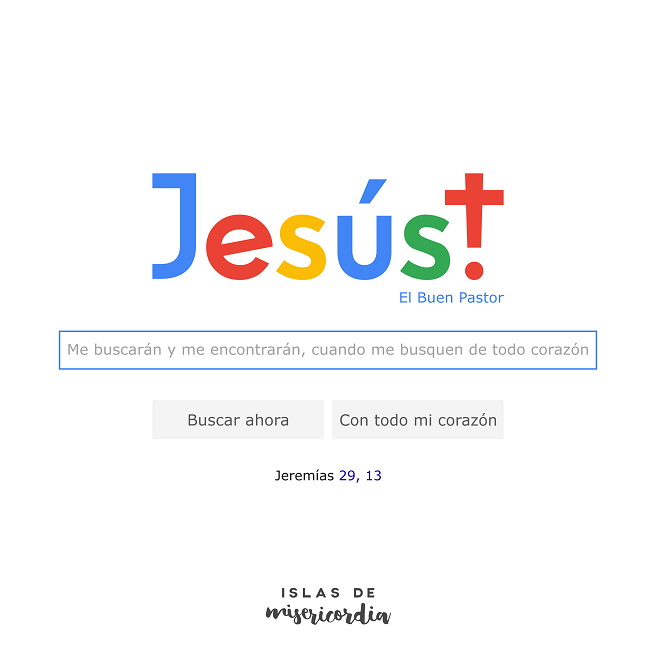 Jesús!
El Buen Pastor
Me buscarán y me encontrarán, cuando me busquen de todo corazón
Buscar ahora
Con todo mi corazón
Jeremías 29, 13
ISLAS DE
misericordia